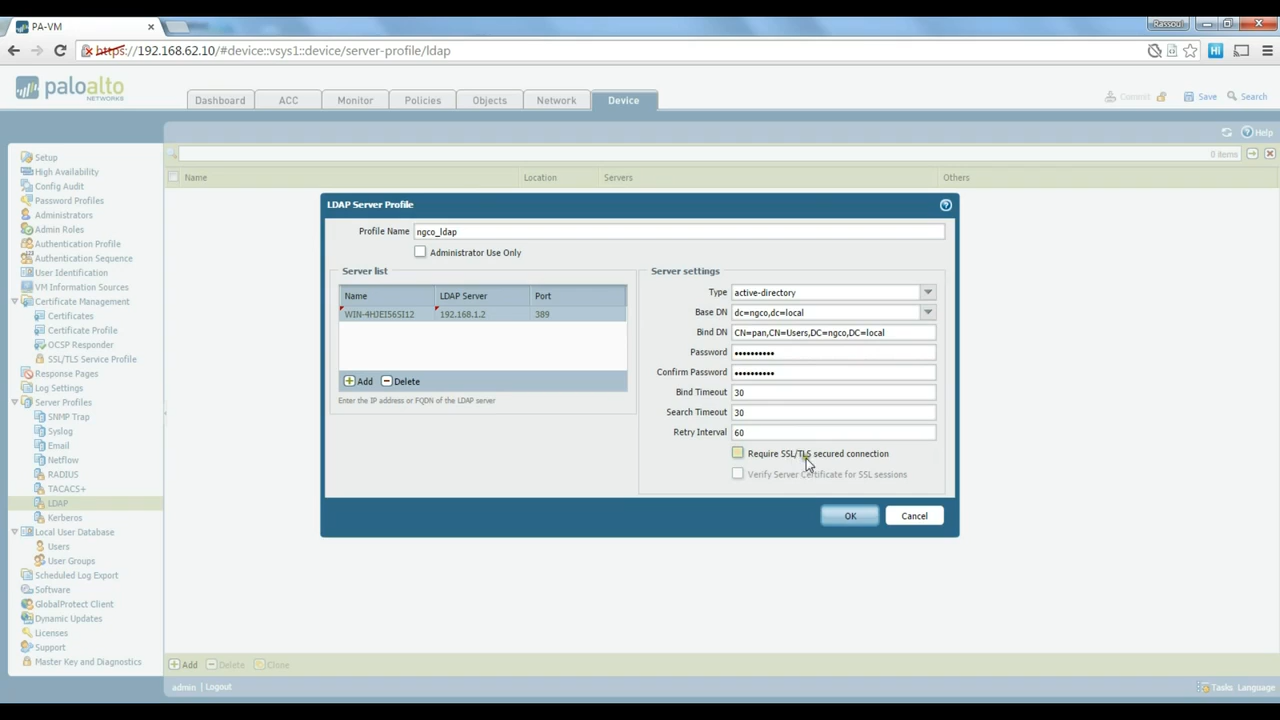 PA-VM
Rassoul
https://192.168.62.10/#device::vsys1::device/server-profile/ldap
Hi
paloalto
NETWORKS
Dashboard
ACC
Monitor
Policies
Objects
Network
Device
Commit
Save
Search
Help
Setup
High Availability
Config Audit
Password Profiles
Administrators
Admin Roles
Authentication Profile
Authentication Sequence
User Identification
VM Information Sources
Certificate Management
Certificates
Certificate Profile
OCSP Responder
SSL/TLS Service Profile
Response Pages
Log Settings
Server Profiles
SNMP Trap
Syslog
Email
Netflow
RADIUS
TACACS+
LDAP
Kerberos
Local User Database
Users
User Groups
Scheduled Log Export
Software
GlobalProtect Client
Dynamic Updates
Licenses
Support
Master Key and Diagnostics
0 items
Name Location Servers Others
LDAP Server Profile
Profile Name ngco_ldap
Administrator Use Only
Server list
Name LDAP Server Port
WIN-4HJEIS6SI12 192.168.1.2 389
Add Delete
Enter the IP address or FQDN of the LDAP server
Server settings
Type active-directory
Base DN dc=ngco,dc=local
Bind DN CN=pan,CN=Users,DC=ngco,DC=local
Password ••••••••••
Confirm Password ••••••••••
Bind Timeout 30
Search Timeout 30
Retry Interval 60
Require SSL/TLS secured connection
Verify Server Certificate for SSL sessions
OK Cancel
Add Delete Clone
admin | Logout
Tasks Language